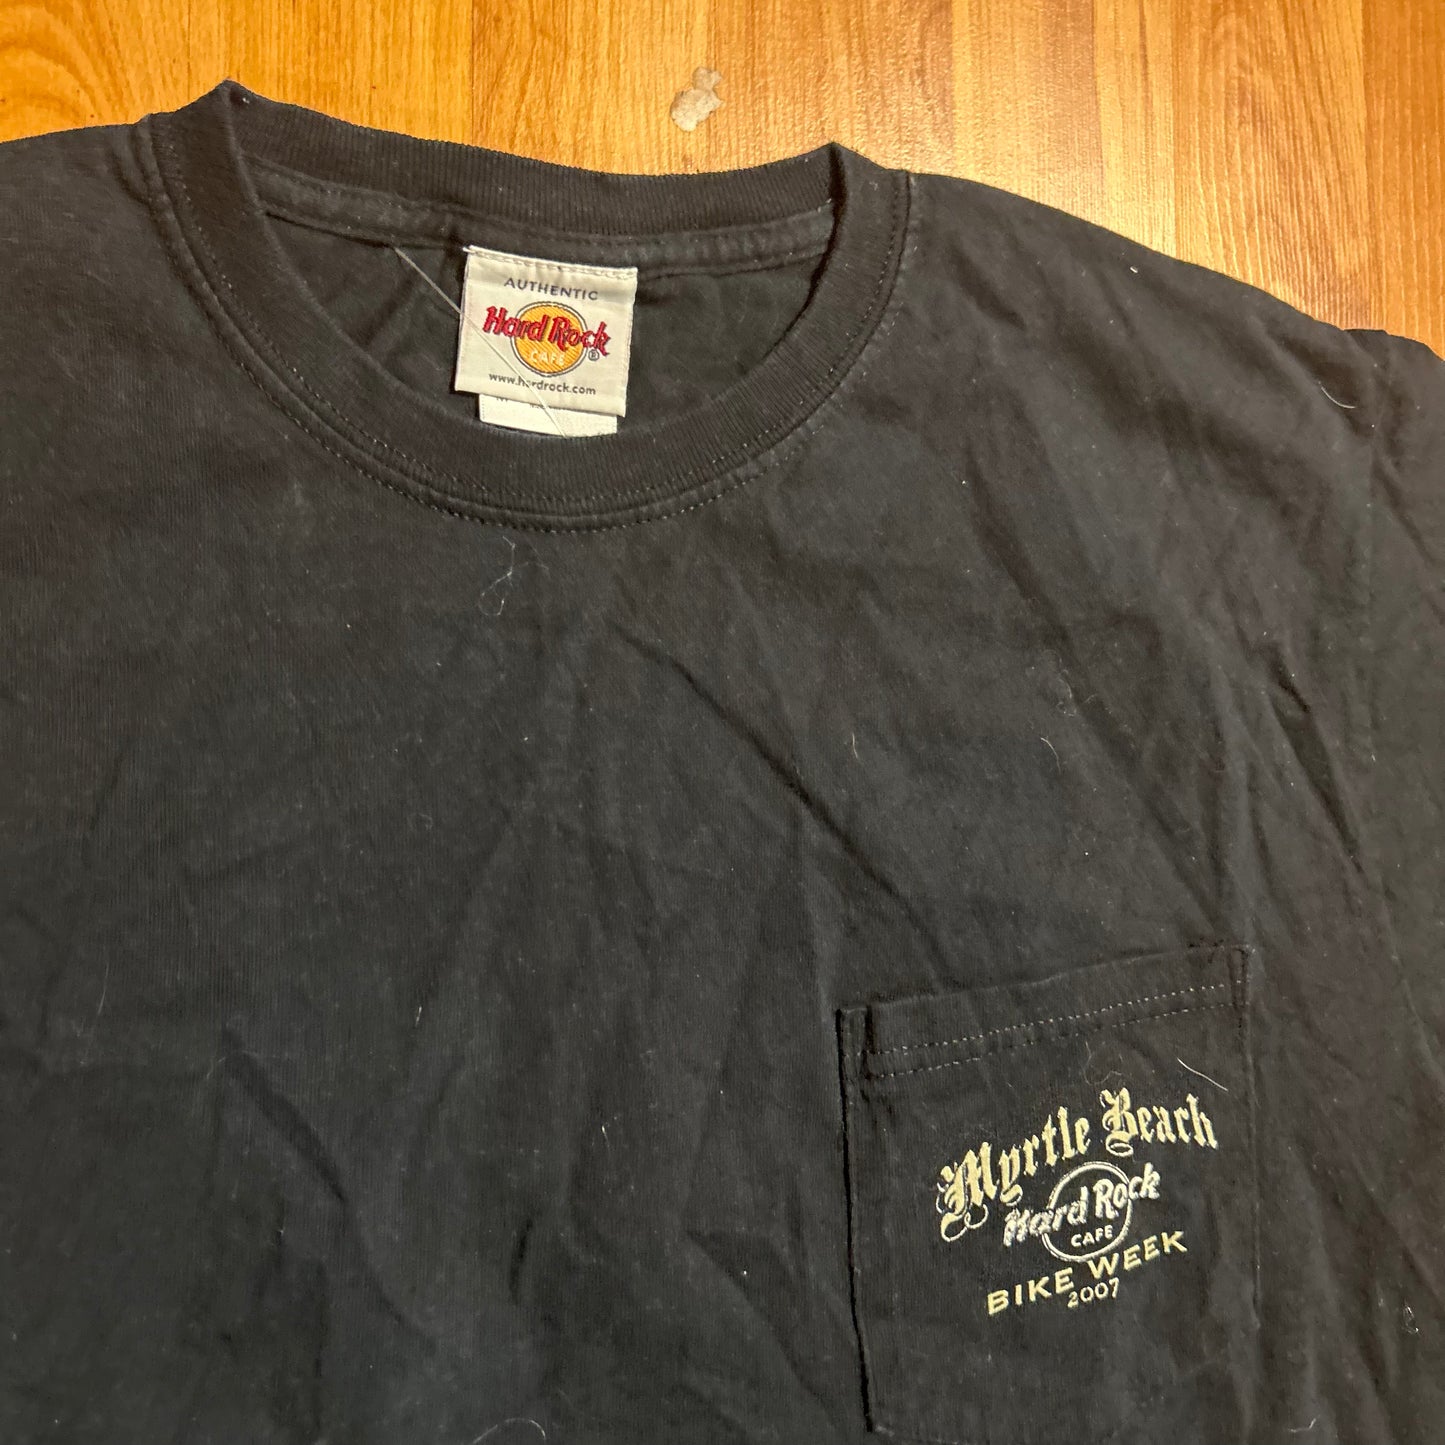 AUTHENTIC
Hard Rock ®
CAFE
www.hardrock.com
Myrtle Beach
Hard Rock
CAFE
BIKE WEEK
2007